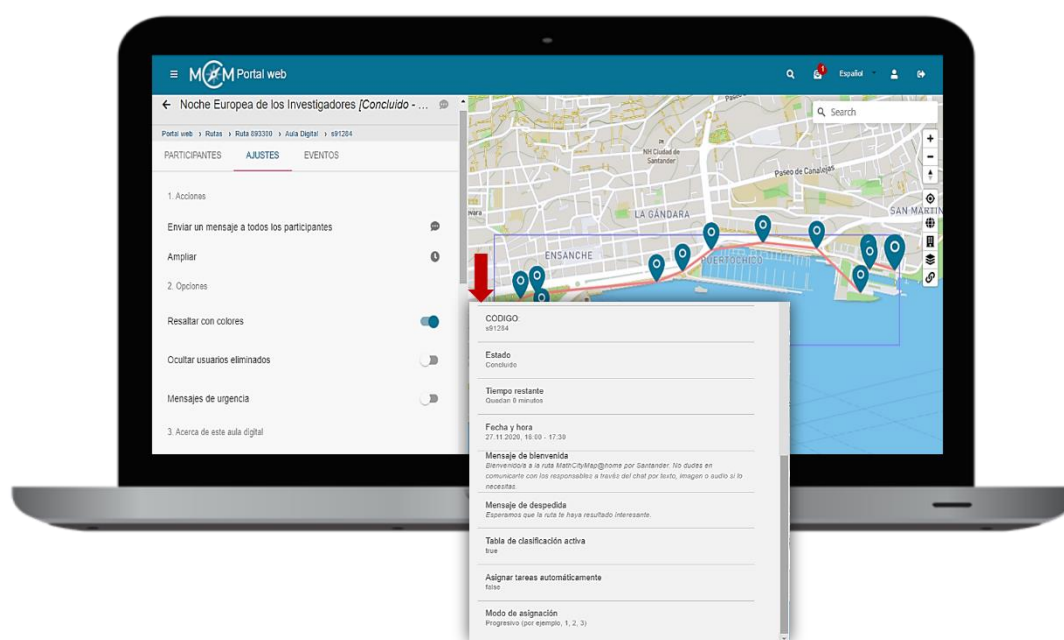 MCM Portal web
1
Español
← Noche Europea de los Investigadores [Concluido - ...
Portal web › Rutas › Ruta 893300 › Aula Digital › s91284
PARTICIPANTES AJUSTES EVENTOS
1. Acciones
Enviar un mensaje a todos los participantes
Ampliar
2. Opciones
Resaltar con colores
Ocultar usuarios eliminados
Mensajes de urgencia
3. Acerca de este aula digital
Search
NH Ciudad de
Santander
Paseo de Canalejas
LA GÁNDARA
SAN MARTÍN
ENSANCHE
PUERTOCHICO
CODIGO:
s91284
Estado
Concluido
Tiempo restante
Quedan 0 minutos
Fecha y hora
27.11.2020, 16:00 - 17:30
Mensaje de bienvenida
Bienvenido/a a la ruta MathCityMap@home por Santander. No dudes en
comunicarte con los responsables a través del chat por texto, imagen o audio si lo
necesitas.
Mensaje de despedida
Esperamos que la ruta te haya resultado interesante.
Tabla de clasificación activa
true
Asignar tareas automáticamente
false
Modo de asignación
Progresivo (por ejemplo, 1, 2, 3)